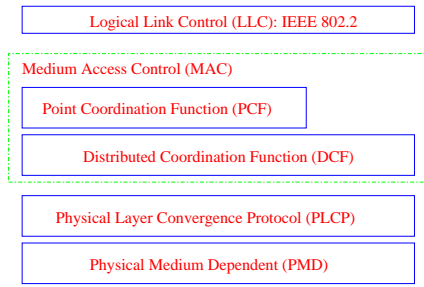 Logical Link Control (LLC): IEEE 802.2
Medium Access Control (MAC)
Point Coordination Function (PCF)
Distributed Coordination Function (DCF)
Physical Layer Convergence Protocol (PLCP)
Physical Medium Dependent (PMD)